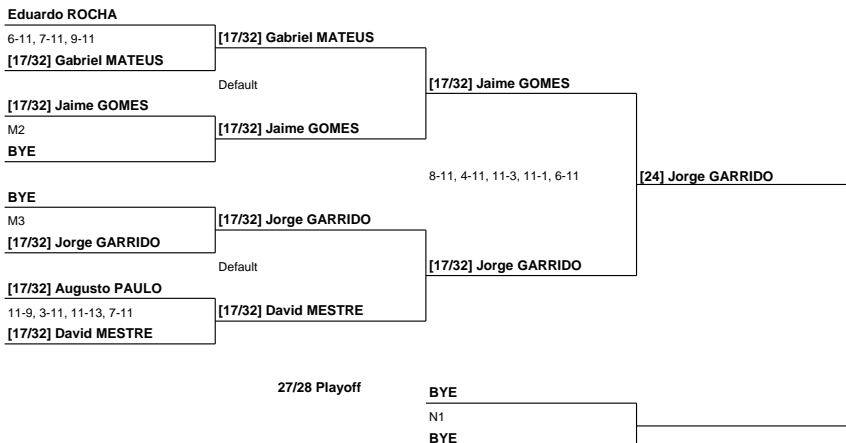 Eduardo ROCHA
6-11, 7-11, 9-11
[17/32] Gabriel MATEUS
[17/32] Gabriel MATEUS
Default
[17/32] Jaime GOMES
[17/32] Jaime GOMES
M2
[17/32] Jaime GOMES
BYE
8-11, 4-11, 11-3, 11-1, 6-11
[24] Jorge GARRIDO
BYE
M3
[17/32] Jorge GARRIDO
[17/32] Jorge GARRIDO
Default
[17/32] Jorge GARRIDO
[17/32] Augusto PAULO
11-9, 3-11, 11-13, 7-11
[17/32] David MESTRE
[17/32] David MESTRE
27/28 Playoff
BYE
N1
BYE